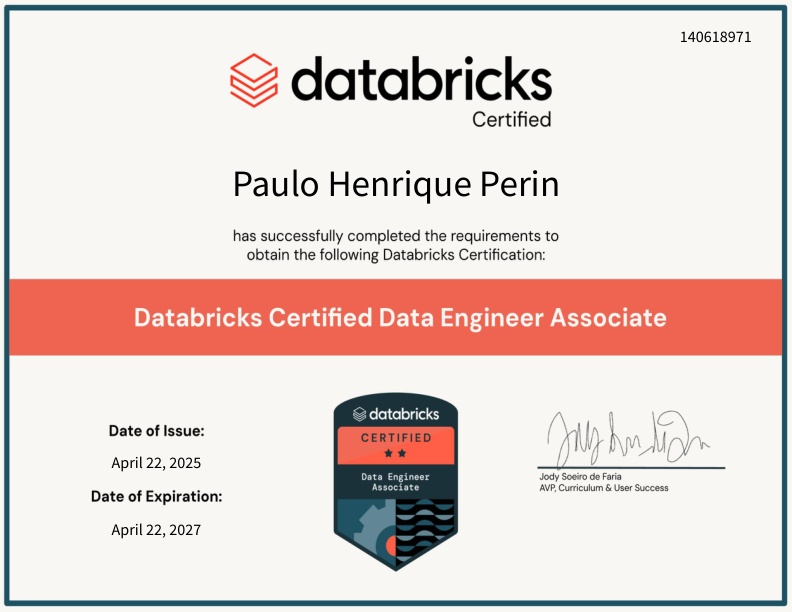 140618971
databricks
Certified
Paulo Henrique Perin
has successfully completed the requirements to
obtain the following Databricks Certification:
Databricks Certified Data Engineer Associate
Date of Issue:
April 22, 2025
Date of Expiration:
April 22, 2027
databricks
CERTIFIED
Data Engineer
Associate
Jody Soeiro de Faria
AVP, Curriculum & User Success